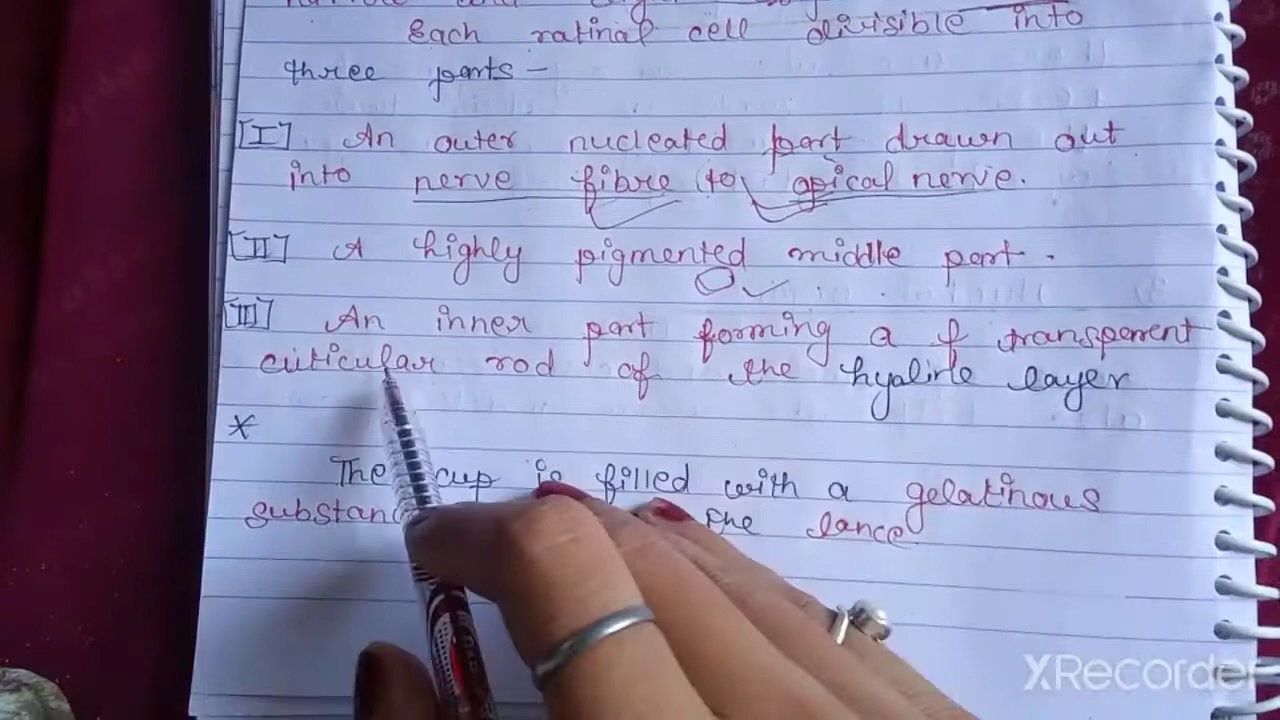 Each ratinal cell divisible into
three parts -
[I] An outer nucleated part drawn out
into nerve fibre to apical nerve.
[II] A highly pigmented middle part.
[III] An inner part forming a f transperent
cuticular rod of the hyaline layer
*
The cup is filled with a gelatinous
the lance
XRecorder